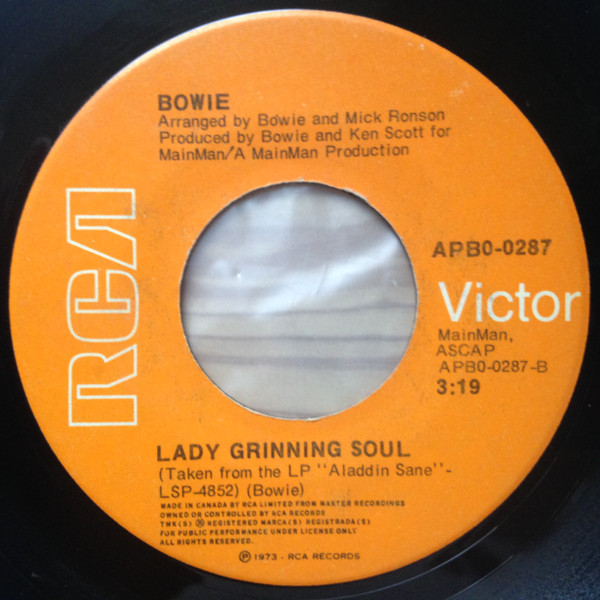 BOWIE
Arranged by Bowie and Mick Ronson
Produced by Bowie and Ken Scott for
MainMan/A MainMan Production
RCA
APBO-0287
Victor
MainMan,
ASCAP
APBO-0287-B
3:19
LADY GRINNING SOUL
(Taken from the LP "Aladdin Sane"-
LSP-4852) (Bowie)
MADE IN CANADA BY RCA LIMITED FROM MASTER RECORDINGS
OWNED OR CONTROLLED BY RCA RECORDS
TMK(S) ® REGISTERED MARCA(S) REGISTRADA(S)
FOR PUBLIC PERFORMANCE UNDER LICENSE ONLY
ALL RIGHTS RESERVED.
℗ 1973 - RCA RECORDS